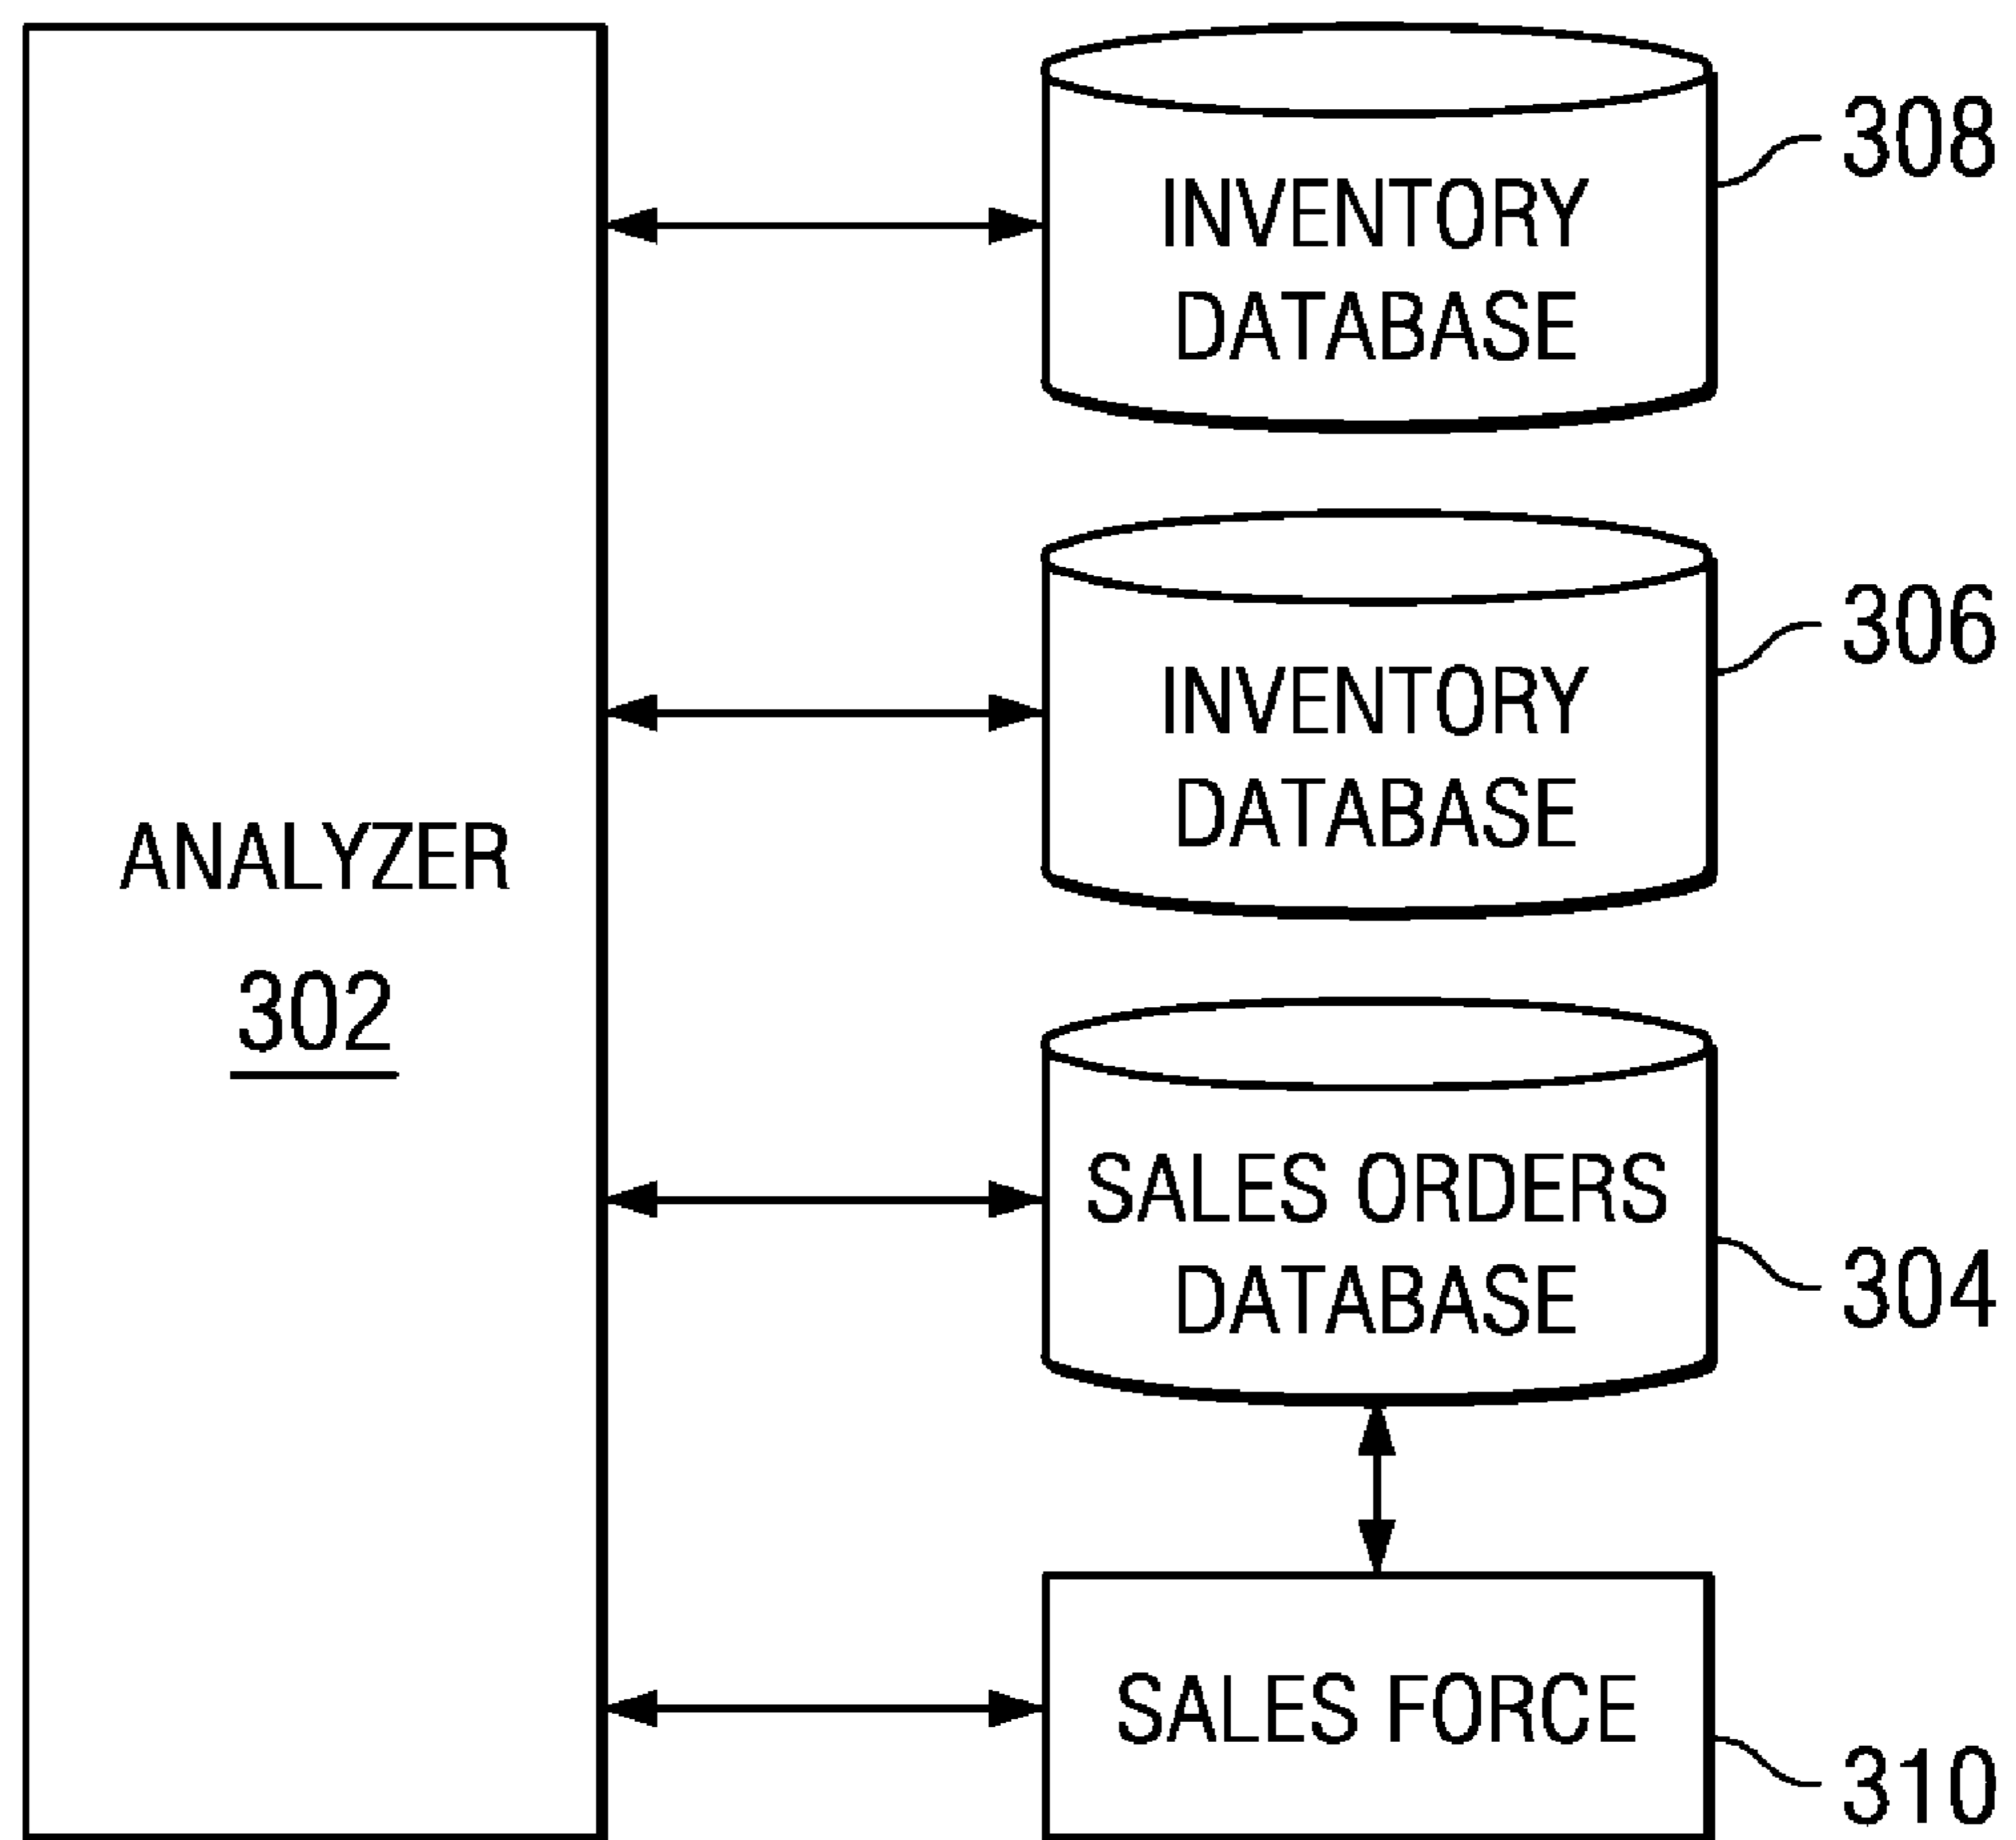 308
INVENTORY
DATABASE
306
INVENTORY
DATABASE
ANALYZER
302
SALES ORDERS
DATABASE
304
SALES FORCE
310